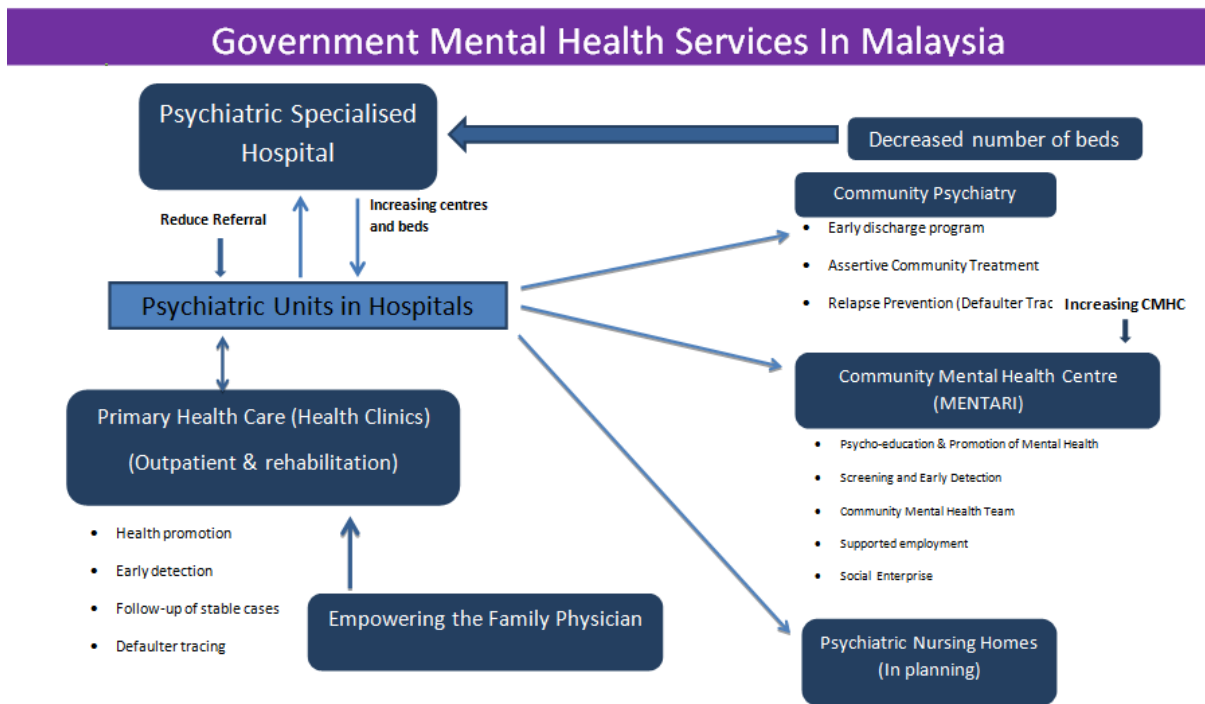 Government Mental Health Services In Malaysia
Psychiatric Specialised
Hospital
Decreased number of beds
Reduce Referral
Increasing centres
and beds
Psychiatric Units in Hospitals
Primary Health Care (Health Clinics)
(Outpatient & rehabilitation)
• Health promotion
• Early detection
• Follow-up of stable cases
• Defaulter tracing
Empowering the Family Physician
Community Psychiatry
• Early discharge program
• Assertive Community Treatment
• Relapse Prevention (Defaulter Trac
Increasing CMHC
Community Mental Health Centre
(MENTARI)
• Psycho-education & Promotion of Mental Health
• Screening and Early Detection
• Community Mental Health Team
• Supported employment
• Social Enterprise
Psychiatric Nursing Homes
(In planning)